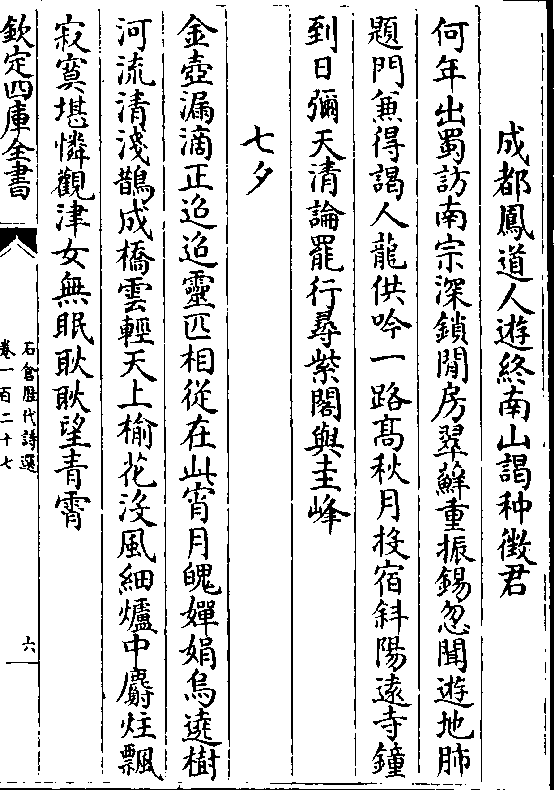 成都鳳道人遊終南山謁种徵君
何年出蜀訪南宗深鎖閒房翠蘚重振錫忽聞遊地肺
題門兼得謁人龍供吟一路高秋月投宿斜陽遠寺鐘
到日彌天清論罷行尋紫閣與圭峰
七夕
金壺漏滴正迢迢靈匹相從在此宵月魄嬋娟烏遶樹
河流清淺鵲成橋雲輕天上榆花沒風細爐中麝炷飄
寂寞堪憐觀津女無眠耿耿望青霄
欽定四庫全書
石倉歷代詩選
卷一百二十七
六